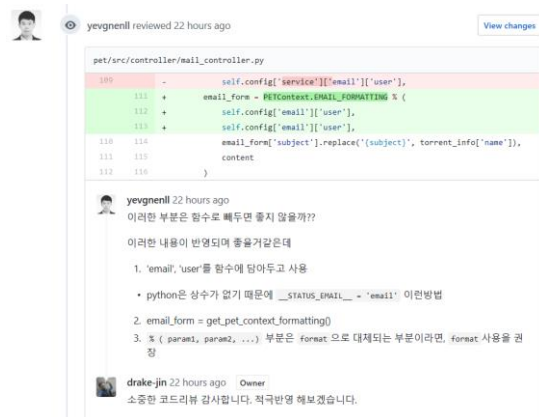 yevgnenll reviewed 22 hours ago
View changes
pet/src/controller/mail_controller.py
109 - self.config['service']['email']['user'],
111 + email_form = PETContext.EMAIL_FORMATTING % (
112 + self.config['email']['user'],
113 + self.config['email']['user'],
110 114 email_form['subject'].replace('{subject}', torrent_info['name']),
111 115 content
112 116 )
yevgnenll 22 hours ago
이러한 부분은 함수로 빼두면 좋지 않을까??
이러한 내용이 반영되며 좋을거같은데
1. 'email', 'user'를 함수에 담아두고 사용
• python은 상수가 없기 때문에 __STATUS_EMAIL__ = 'email' 이런방법
2. email_form = get_pet_context_formatting()
3. % ( param1, param2, ...) 부분은 format 으로 대체되는 부분이라면, format 사용을 권
장
drake-jin 22 hours ago Owner
소중한 코드리뷰 감사합니다. 적극반영 해보겠습니다.